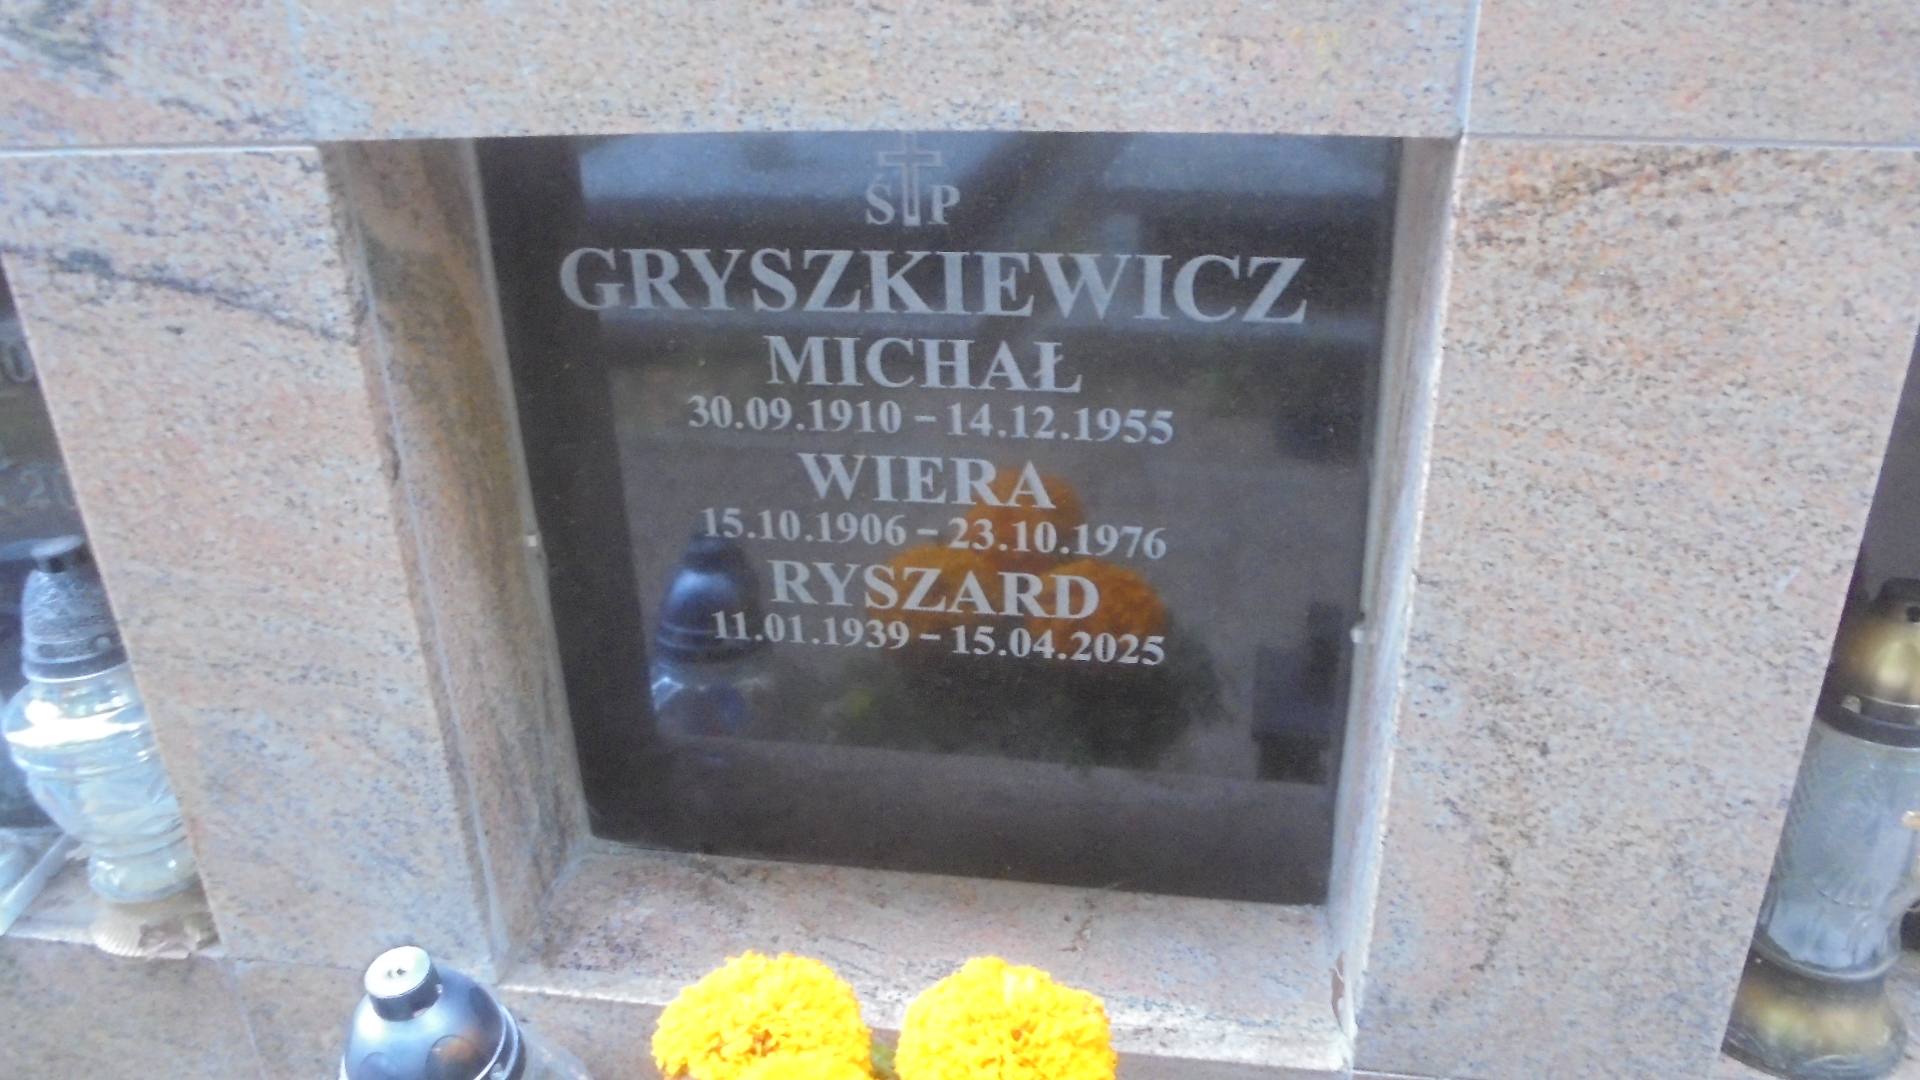 Ś P
GRYSZKIEWICZ
MICHAŁ
30.09.1910 – 14.12.1955
WIERA
15.10.1906 – 23.10.1976
RYSZARD
11.01.1939 – 15.04.2025